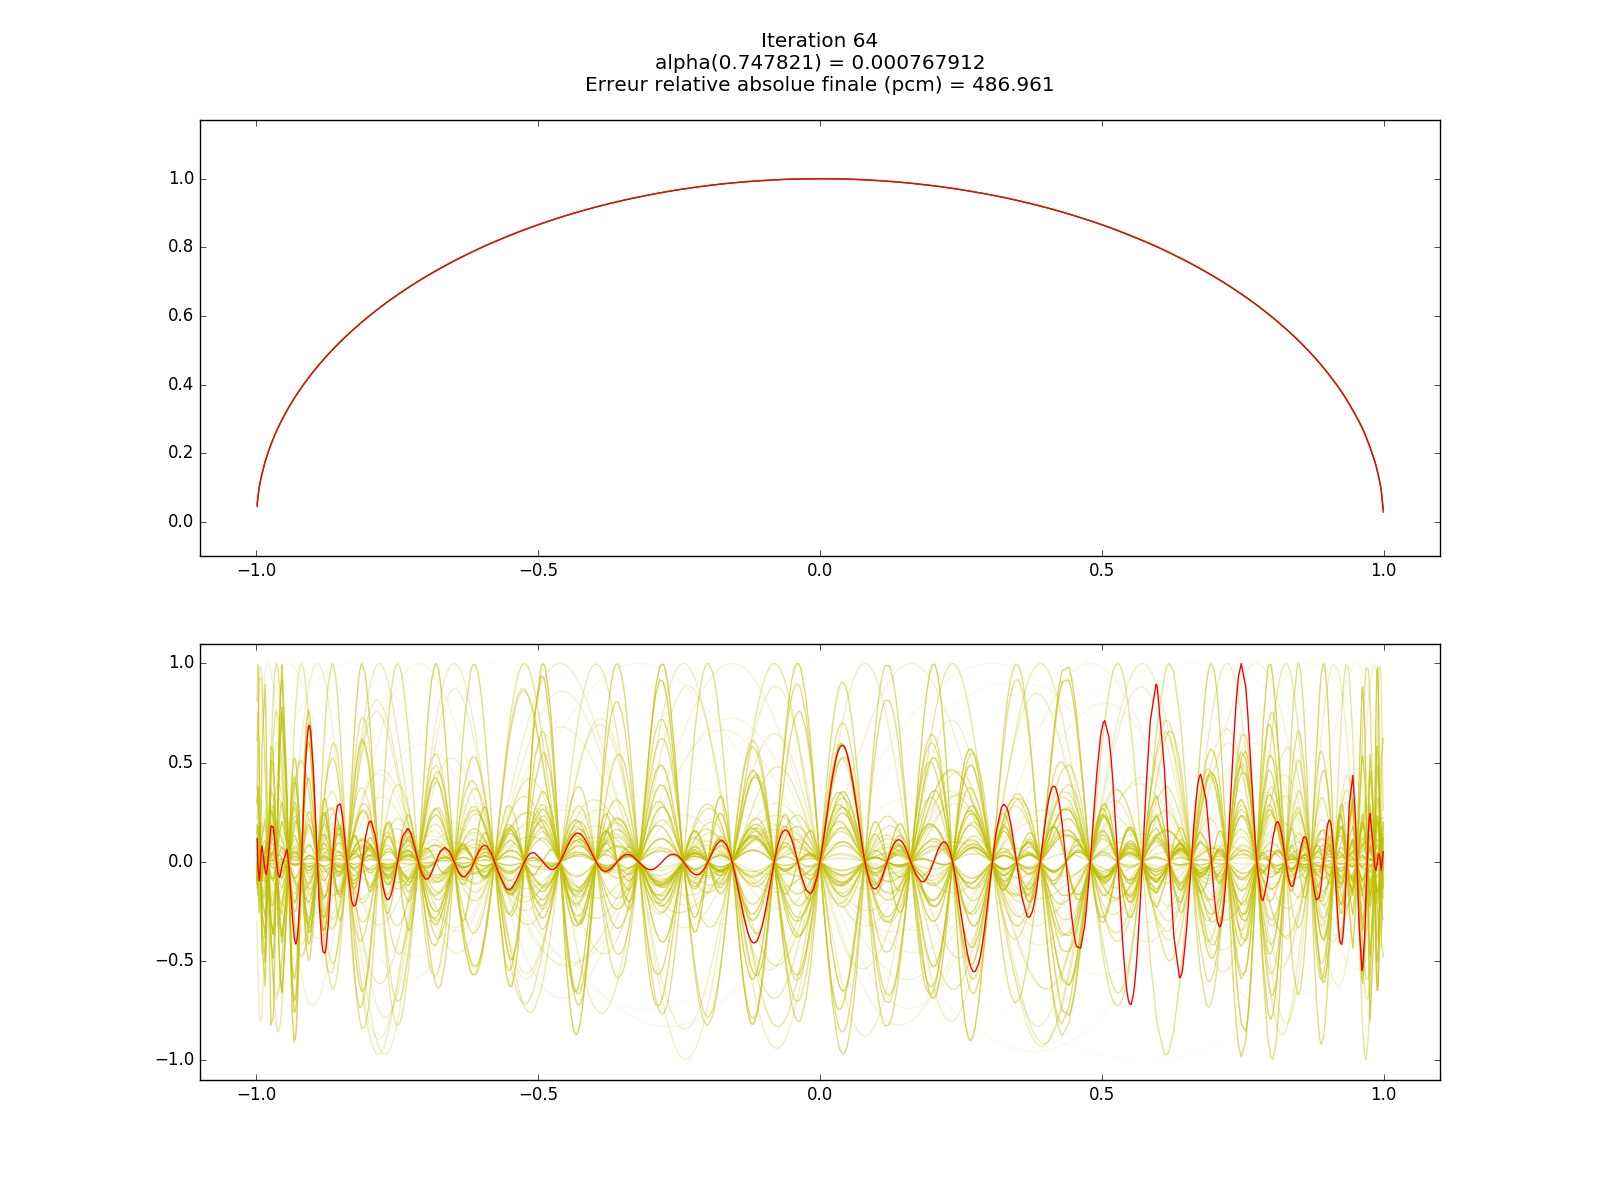 Iteration 64
alpha(0.747821) = 0.000767912
Erreur relative absolue finale (pcm) = 486.961
1.0
0.8
0.6
0.4
0.2
0.0
−1.0 −0.5 0.0 0.5 1.0
1.0
0.5
0.0
−0.5
−1.0
−1.0 −0.5 0.0 0.5 1.0